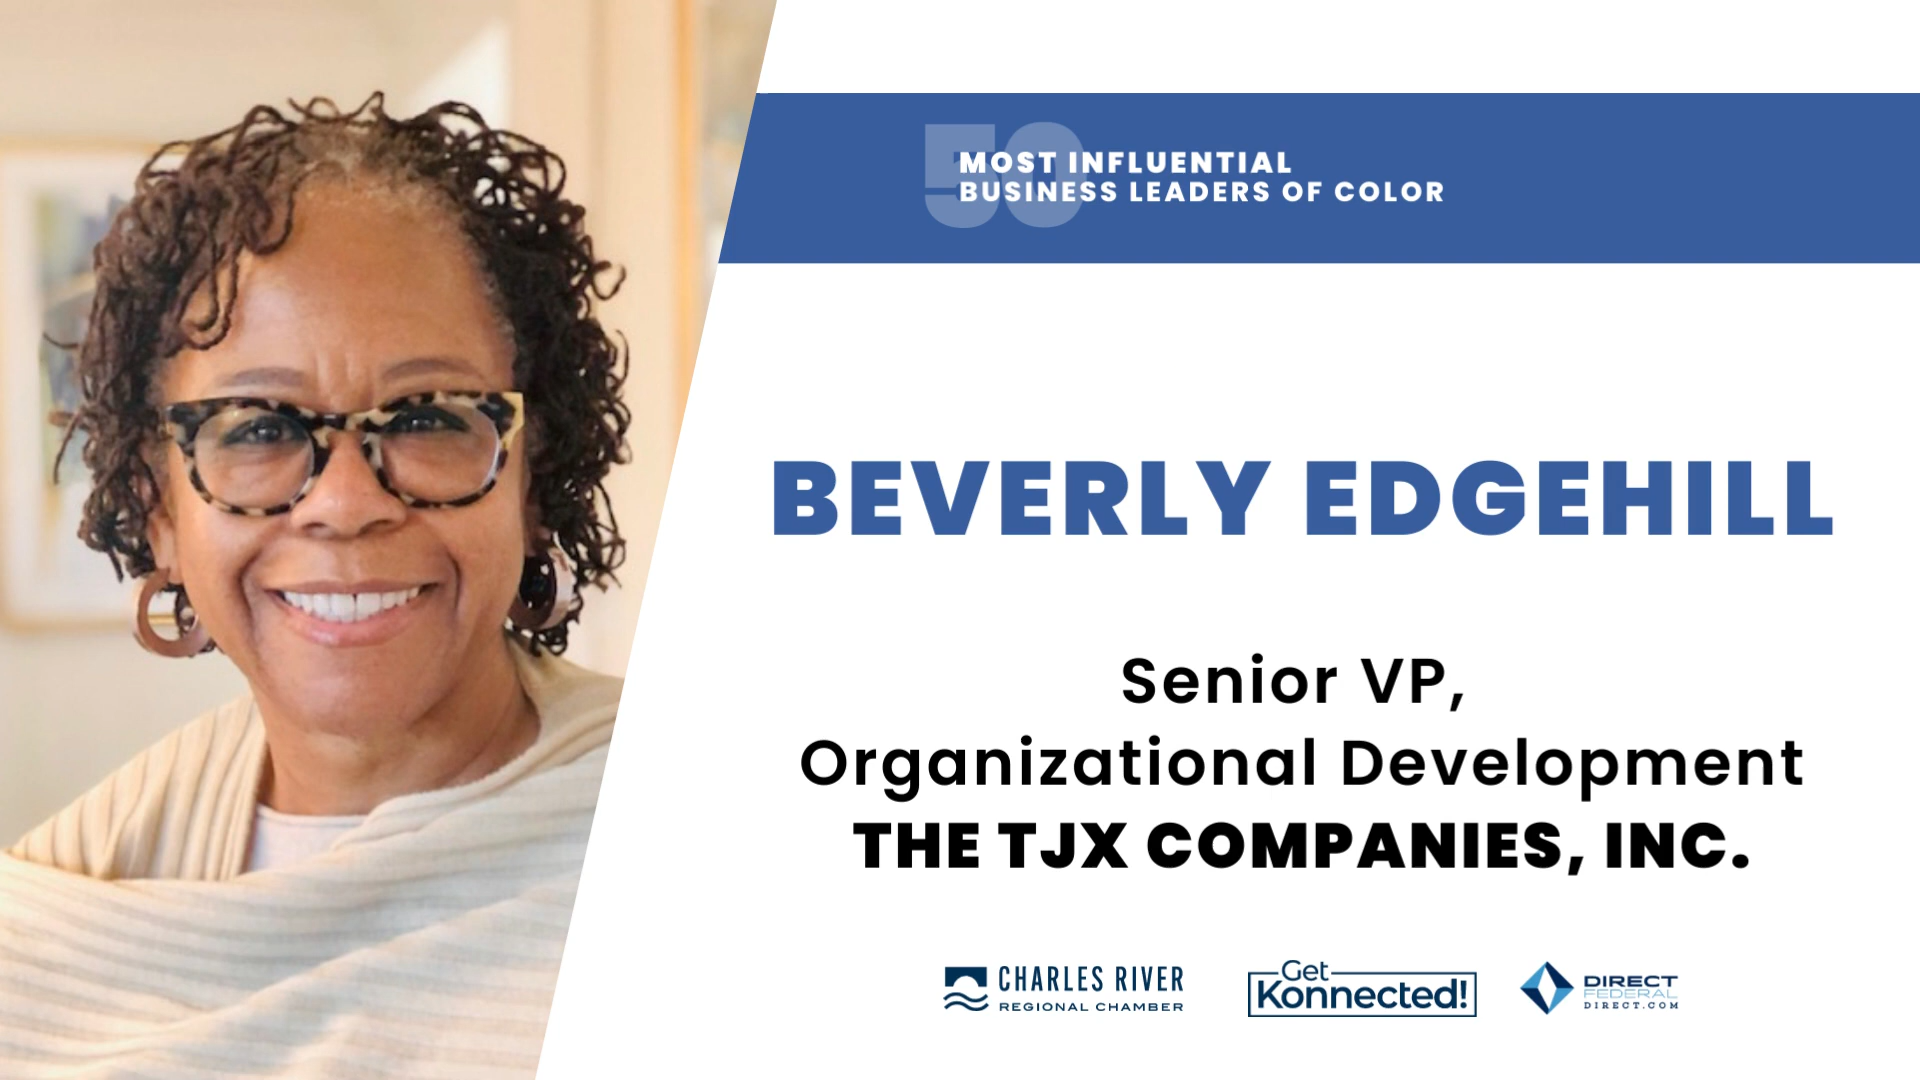 50
MOST INFLUENTIAL
BUSINESS LEADERS OF COLOR
BEVERLY EDGEHILL
Senior VP,
Organizational Development
THE TJX COMPANIES, INC.
CHARLES RIVER
REGIONAL CHAMBER
Get
Konnected!
DIRECT
FEDERAL
DIRECT.COM